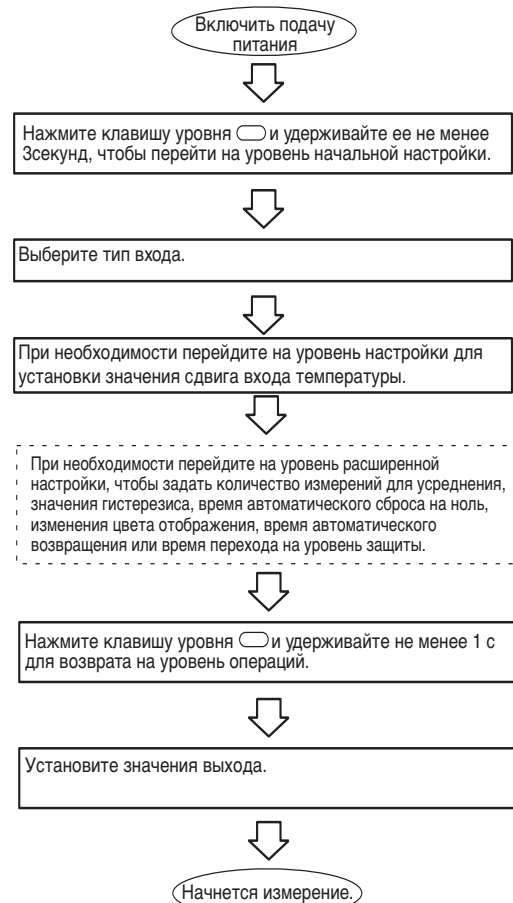 Включить подачу
питания
Нажмите клавишу уровня и удерживайте ее не менее
3секунд, чтобы перейти на уровень начальной настройки.
Выберите тип входа.
При необходимости перейдите на уровень настройки для
установки значения сдвига входа температуры.
При необходимости перейдите на уровень расширенной
настройки, чтобы задать количество измерений для усреднения,
значения гистерезиса, время автоматического сброса на ноль,
изменения цвета отображения, время автоматического
возвращения или время перехода на уровень защиты.
Нажмите клавишу уровня и удерживайте не менее 1 с
для возврата на уровень операций.
Установите значения выхода.
Начнется измерение.